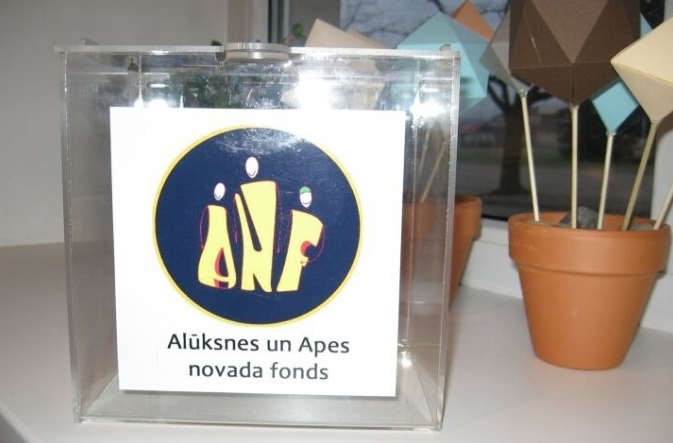 ANF
Alūksnes un Apes
novada fonds